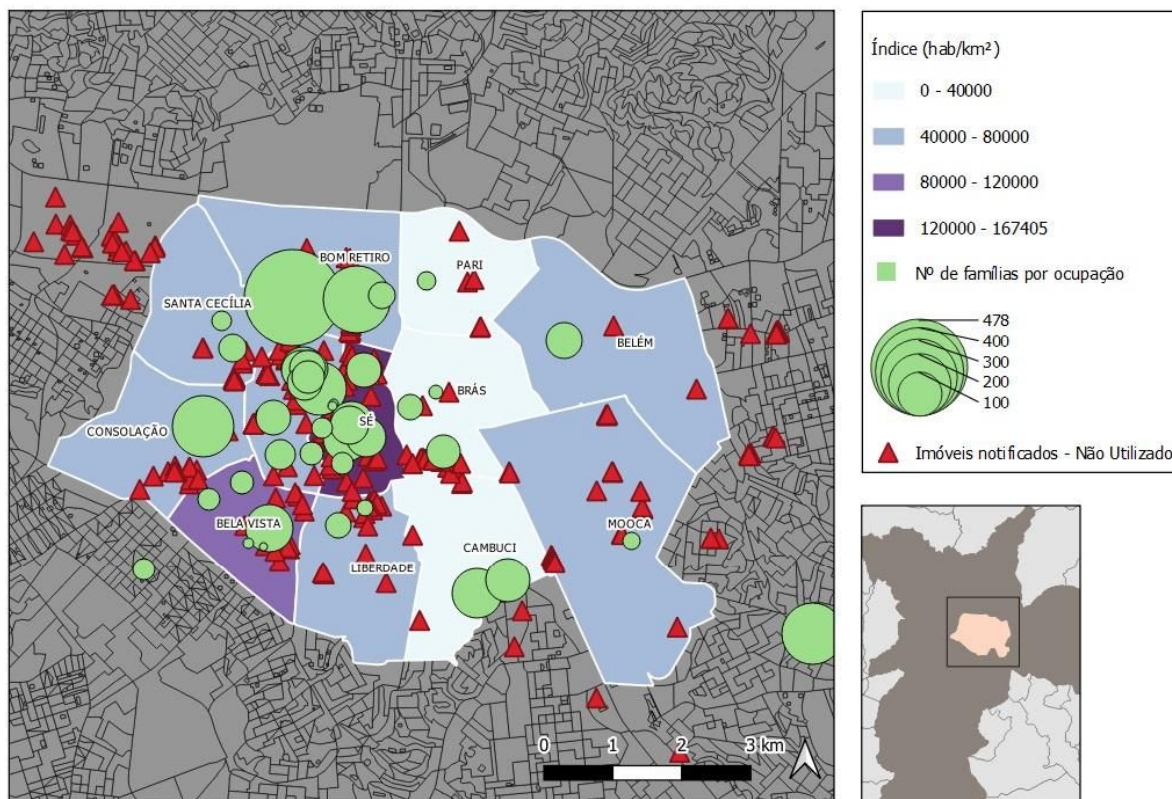 BOM RETIRO
PARI
SANTA CECÍLIA
BELÉM
BRÁS
SÉ
CONSOLAÇÃO
BELA VISTA
MOOCA
CAMBUCI
LIBERDADE
0 1 2 3 km
Índice (hab/km²)
0 - 40000
40000 - 80000
80000 - 120000
120000 - 167405
Nº de famílias por ocupação
478
400
300
200
100
Imóveis notificados - Não Utilizado